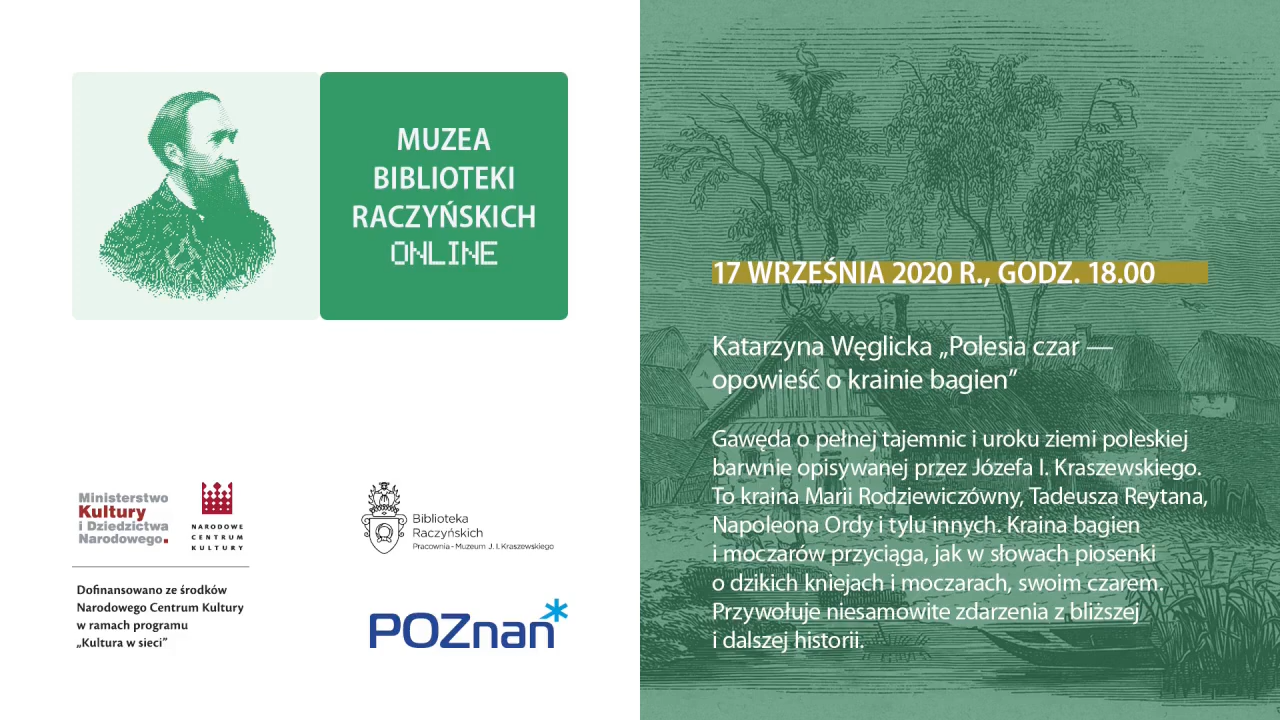 MUZEA
BIBLIOTEKI
RACZYŃSKICH
ONLINE
Ministerstwo
Kultury
i Dziedzictwa
Narodowego.
NARODOWE
CENTRUM
KULTURY
Dofinansowano ze środków
Narodowego Centrum Kultury
w ramach programu
„Kultura w sieci”
Biblioteka
Raczyńskich
Pracownia - Muzeum J. I. Kraszewskiego
POZnan*
17 WRZEŚNIA 2020 R., GODZ. 18.00
Katarzyna Węglicka „Polesia czar —
opowieść o krainie bagien”
Gawęda o pełnej tajemnic i uroku ziemi poleskiej
barwnie opisywanej przez Józefa I. Kraszewskiego.
To kraina Marii Rodziewiczówny, Tadeusza Reytana,
Napoleona Ordy i tylu innych. Kraina bagien
i moczarów przyciąga, jak w słowach piosenki
o dzikich kniejach i moczarach, swoim czarem.
Przywołuje niesamowite zdarzenia z bliższej
i dalszej historii.